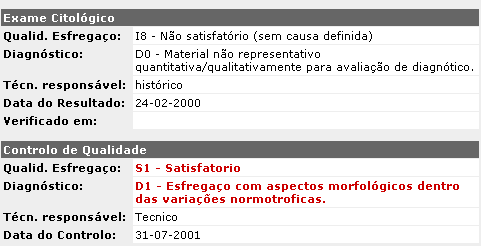 Exame Citológico
Qualid. Esfregaço: I8 - Não satisfatório (sem causa definida)
Diagnóstico: D0 - Material não representativo
quantitativa/qualitativamente para avaliação de diagnótico.
Técn. responsável: histórico
Data do Resultado: 24-02-2000
Verificado em:
Controlo de Qualidade
Qualid. Esfregaço: S1 - Satisfatorio
Diagnóstico: D1 - Esfregaço com aspectos morfológicos dentro
das variações normotroficas.
Técn. responsável: Tecnico
Data do Controlo: 31-07-2001